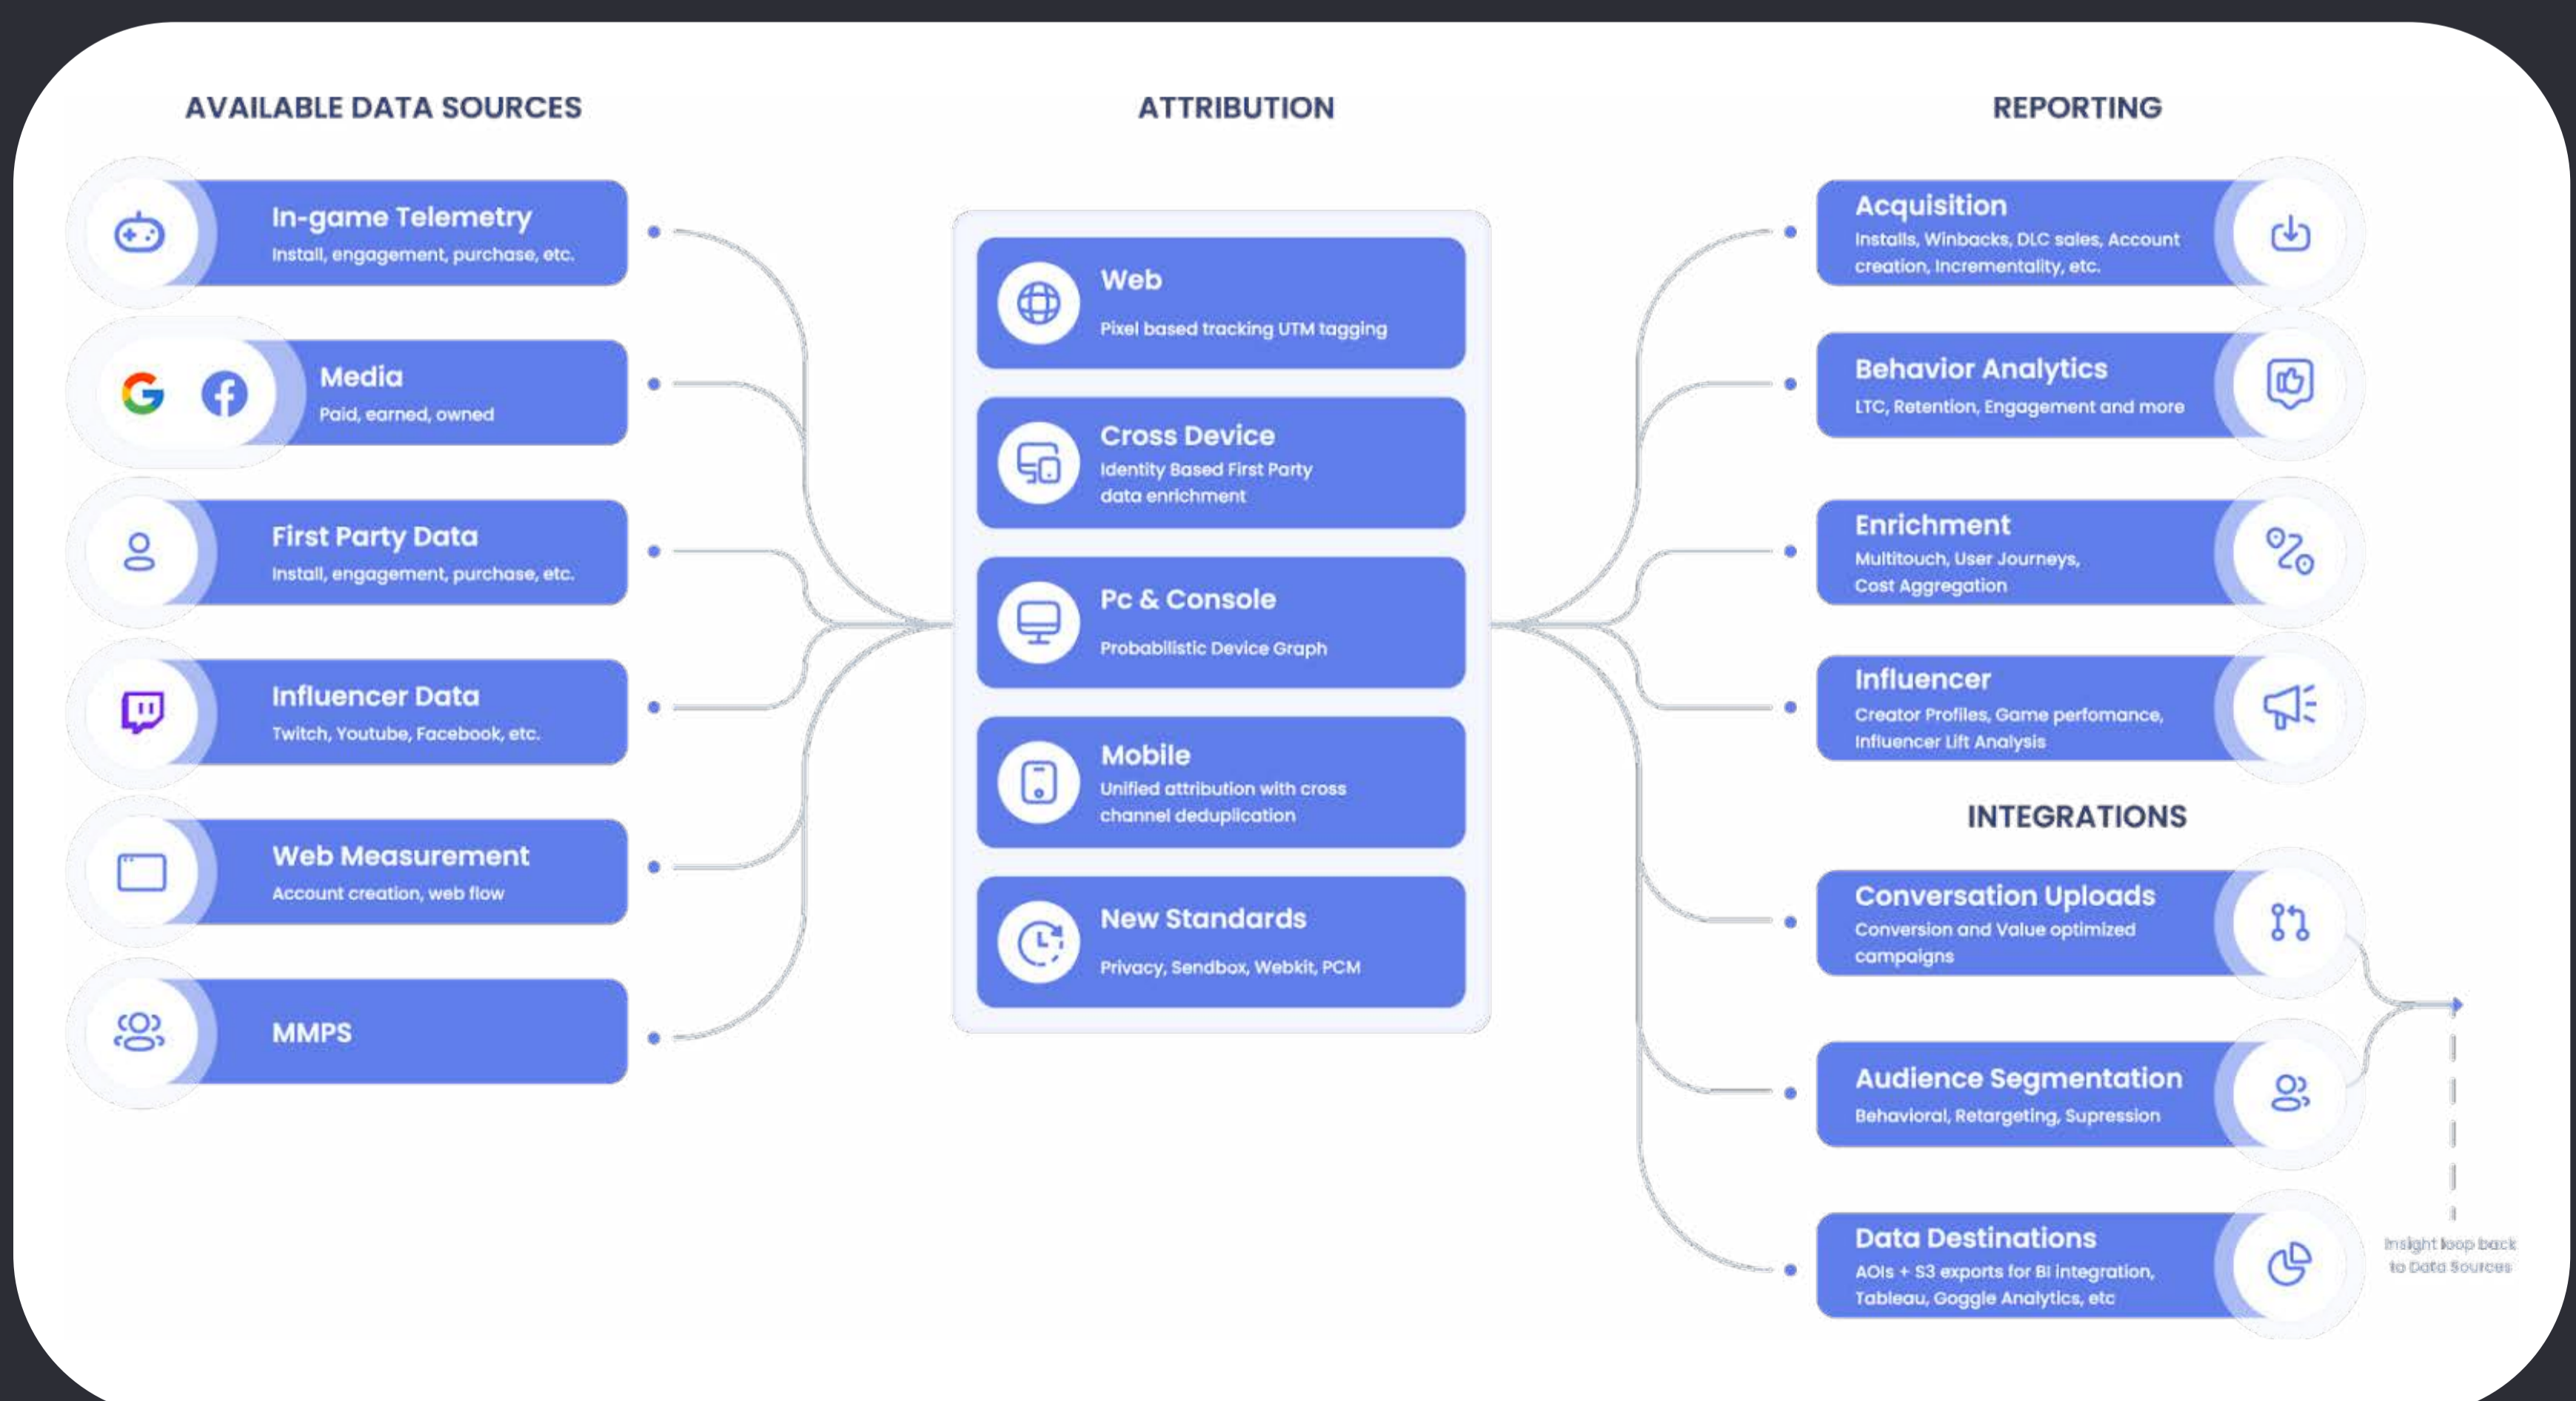 AVAILABLE DATA SOURCES
In-game Telemetry
Install, engagement, purchase, etc.
Media
Paid, earned, owned
First Party Data
Install, engagement, purchase, etc.
Influencer Data
Twitch, Youtube, Facebook, etc.
Web Measurement
Account creation, web flow
MMPS
ATTRIBUTION
Web
Pixel based tracking UTM tagging
Cross Device
Identity Based First Party
data enrichment
Pc & Console
Probabilistic Device Graph
Mobile
Unified attribution with cross
channel deduplication
New Standards
Privacy, Sendbox, Webkit, PCM
REPORTING
Acquisition
Installs, Winbacks, DLC sales, Account
creation, Incrementality, etc.
Behavior Analytics
LTC, Retention, Engagement and more
Enrichment
Multitouch, User Journeys,
Cost Aggregation
Influencer
Creator Profiles, Game perfomance,
Influencer Lift Analysis
INTEGRATIONS
Conversation Uploads
Conversion and Value optimized
campaigns
Audience Segmentation
Behavioral, Retargeting, Supression
Data Destinations
AOIs + S3 exports for BI integration,
Tableau, Goggle Analytics, etc
Insight loop back
to Data Sources